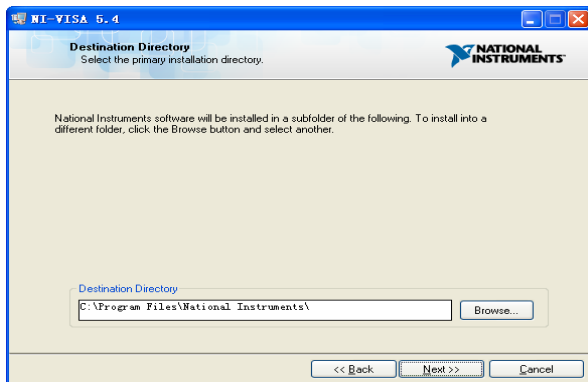 NI-VISA 5.4
Destination Directory
Select the primary installation directory.
NATIONAL
INSTRUMENTS™
National Instruments software will be installed in a subfolder of the following. To install into a
different folder, click the Browse button and select another.
Destination Directory
C:\Program Files\National Instruments\
Browse...
<< Back
Next >>
Cancel